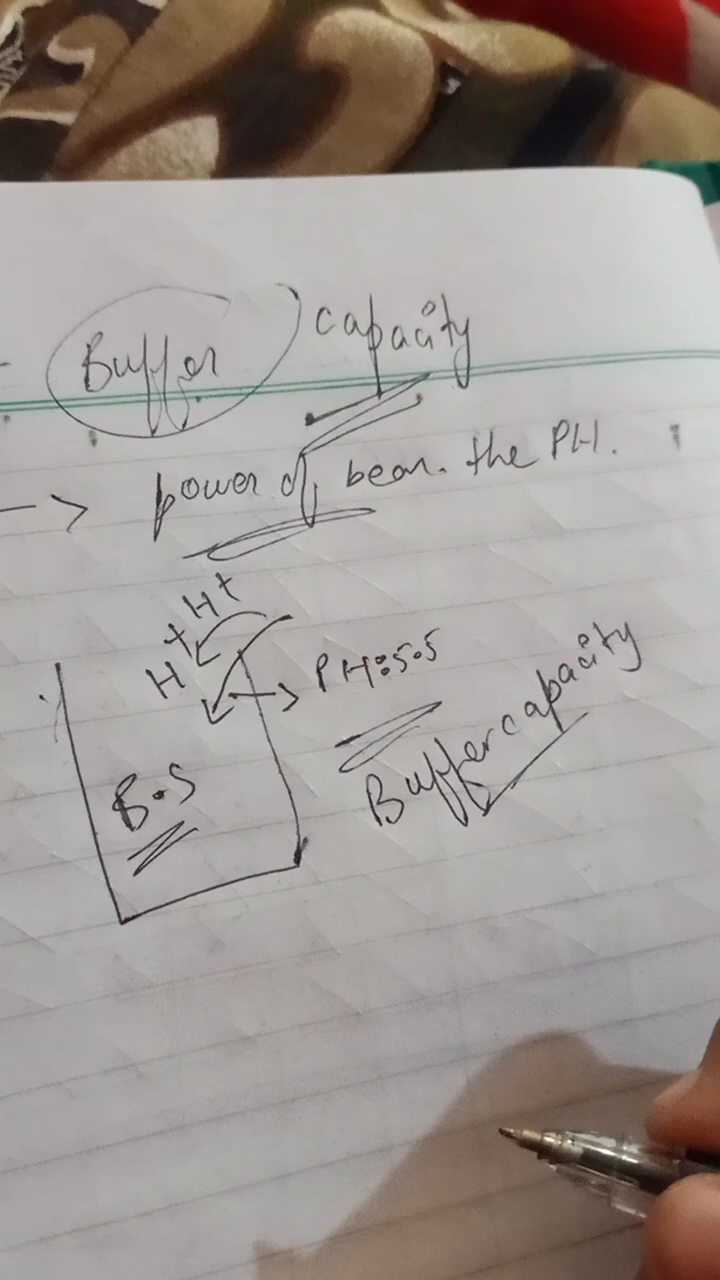 Buffer capacity
→ power of bear. the PH.
H+
H+
→ PH:5.5
Buffer capacity
B.S